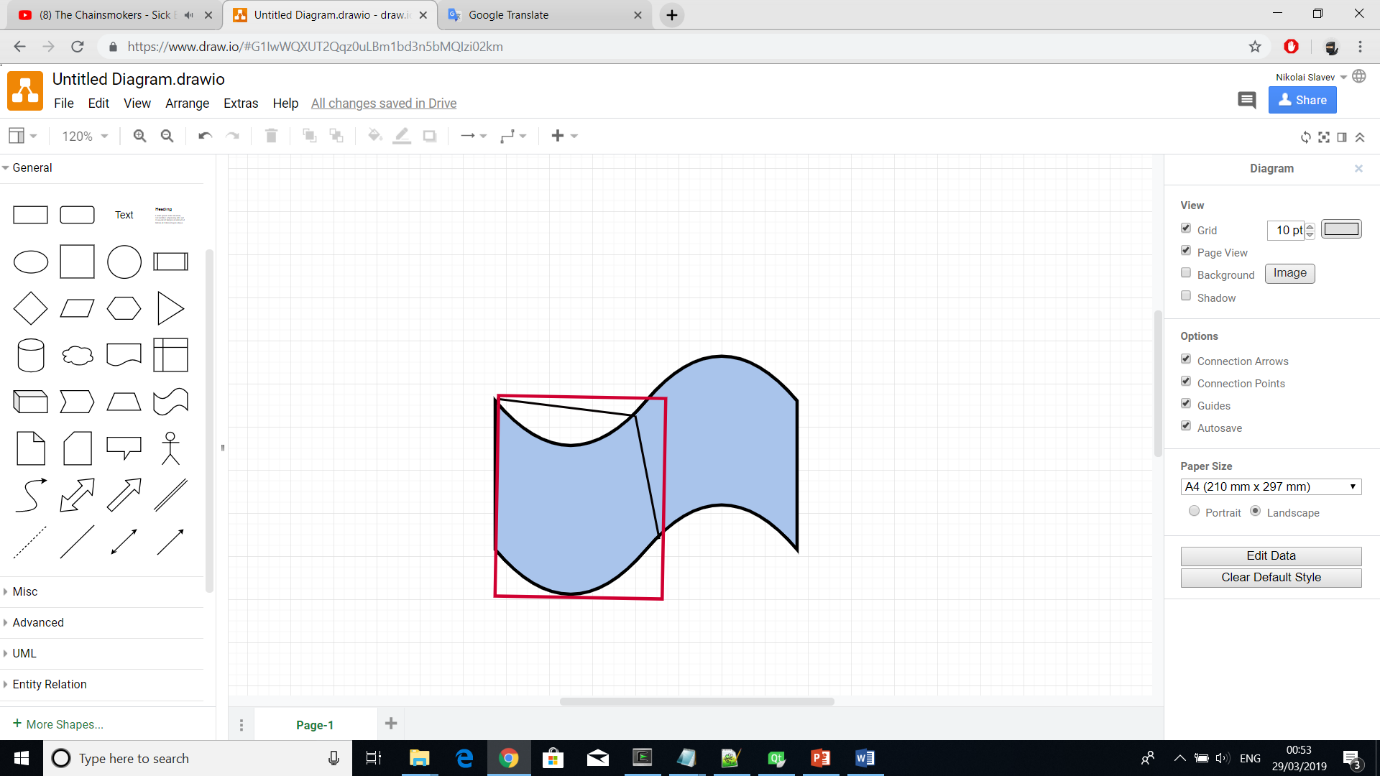 (8) The Chainsmokers - Sick
Untitled Diagram.drawio - draw.i
Google Translate
https://www.draw.io/#G1IwWQXUT2Qqz0uLBm1bd3n5bMQlzi02km
Untitled Diagram.drawio
Nikolai Slavev
File Edit View Arrange Extras Help All changes saved in Drive
Share
120%
General
Text
Heading
Misc
Advanced
UML
Entity Relation
+ More Shapes...
Page-1
Diagram
View
Grid 10 pt
Page View
Background Image
Shadow
Options
Connection Arrows
Connection Points
Guides
Autosave
Paper Size
A4 (210 mm x 297 mm)
Portrait Landscape
Edit Data
Clear Default Style
Type here to search
ENG
00:53
29/03/2019
3